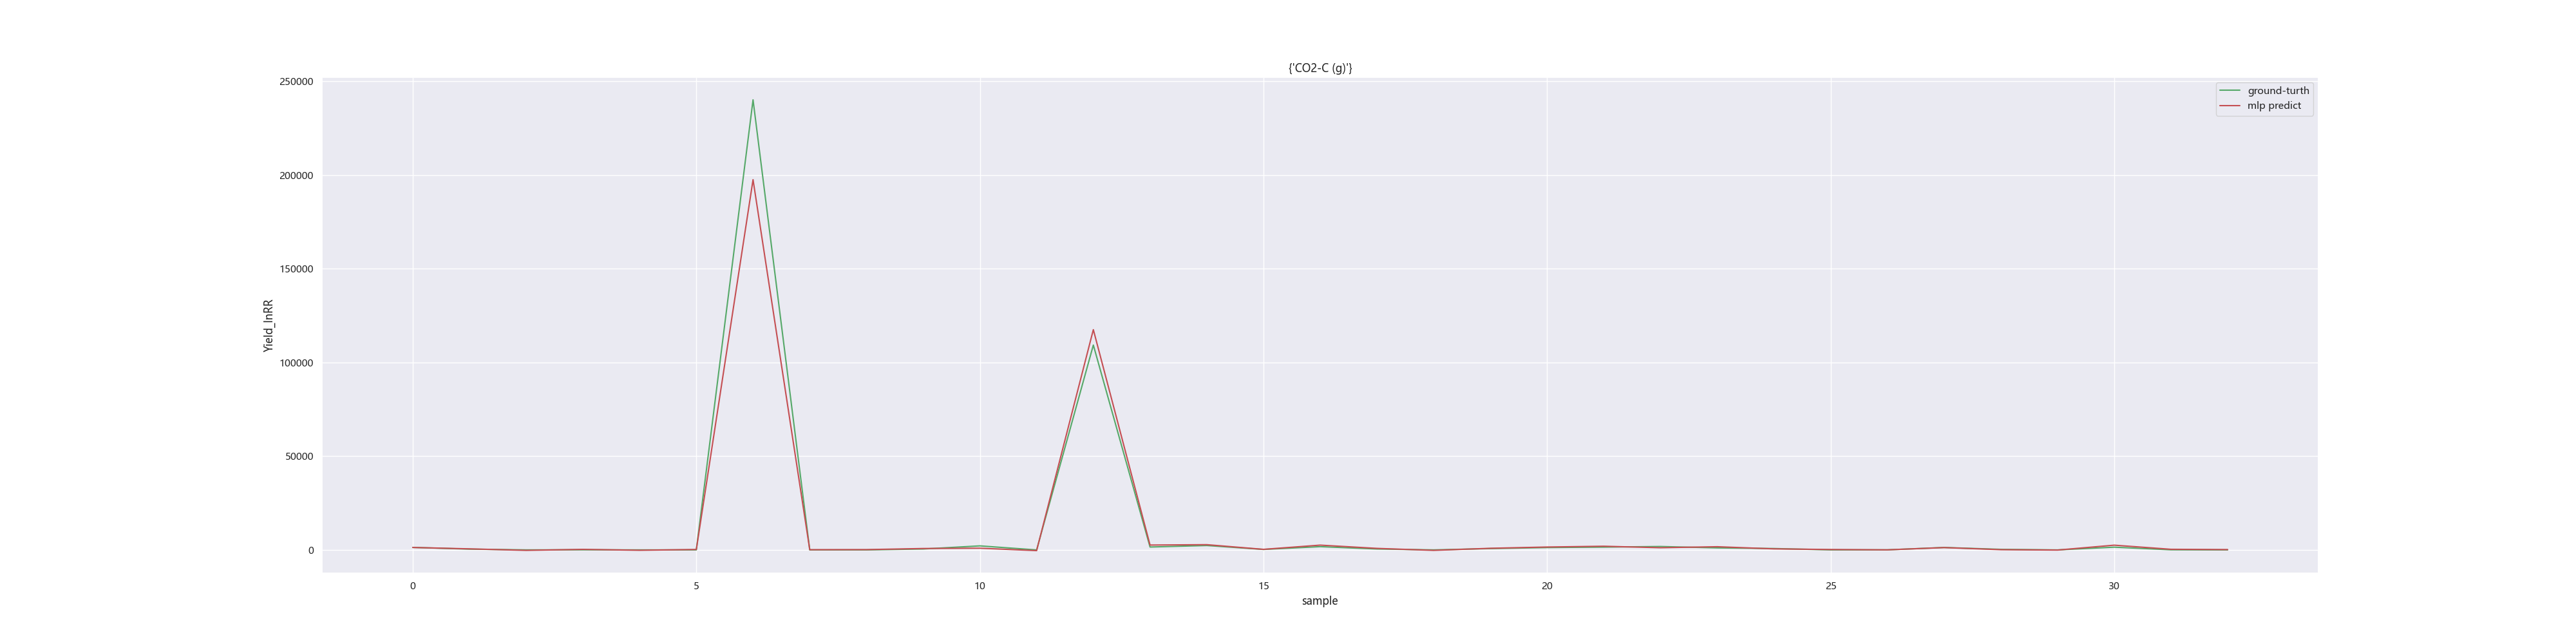 {'CO2-C (g)'}
250000
200000
150000
100000
50000
0
Yield_lnRR
0 5 10 15 20 25 30
sample
ground-turth
mlp predict